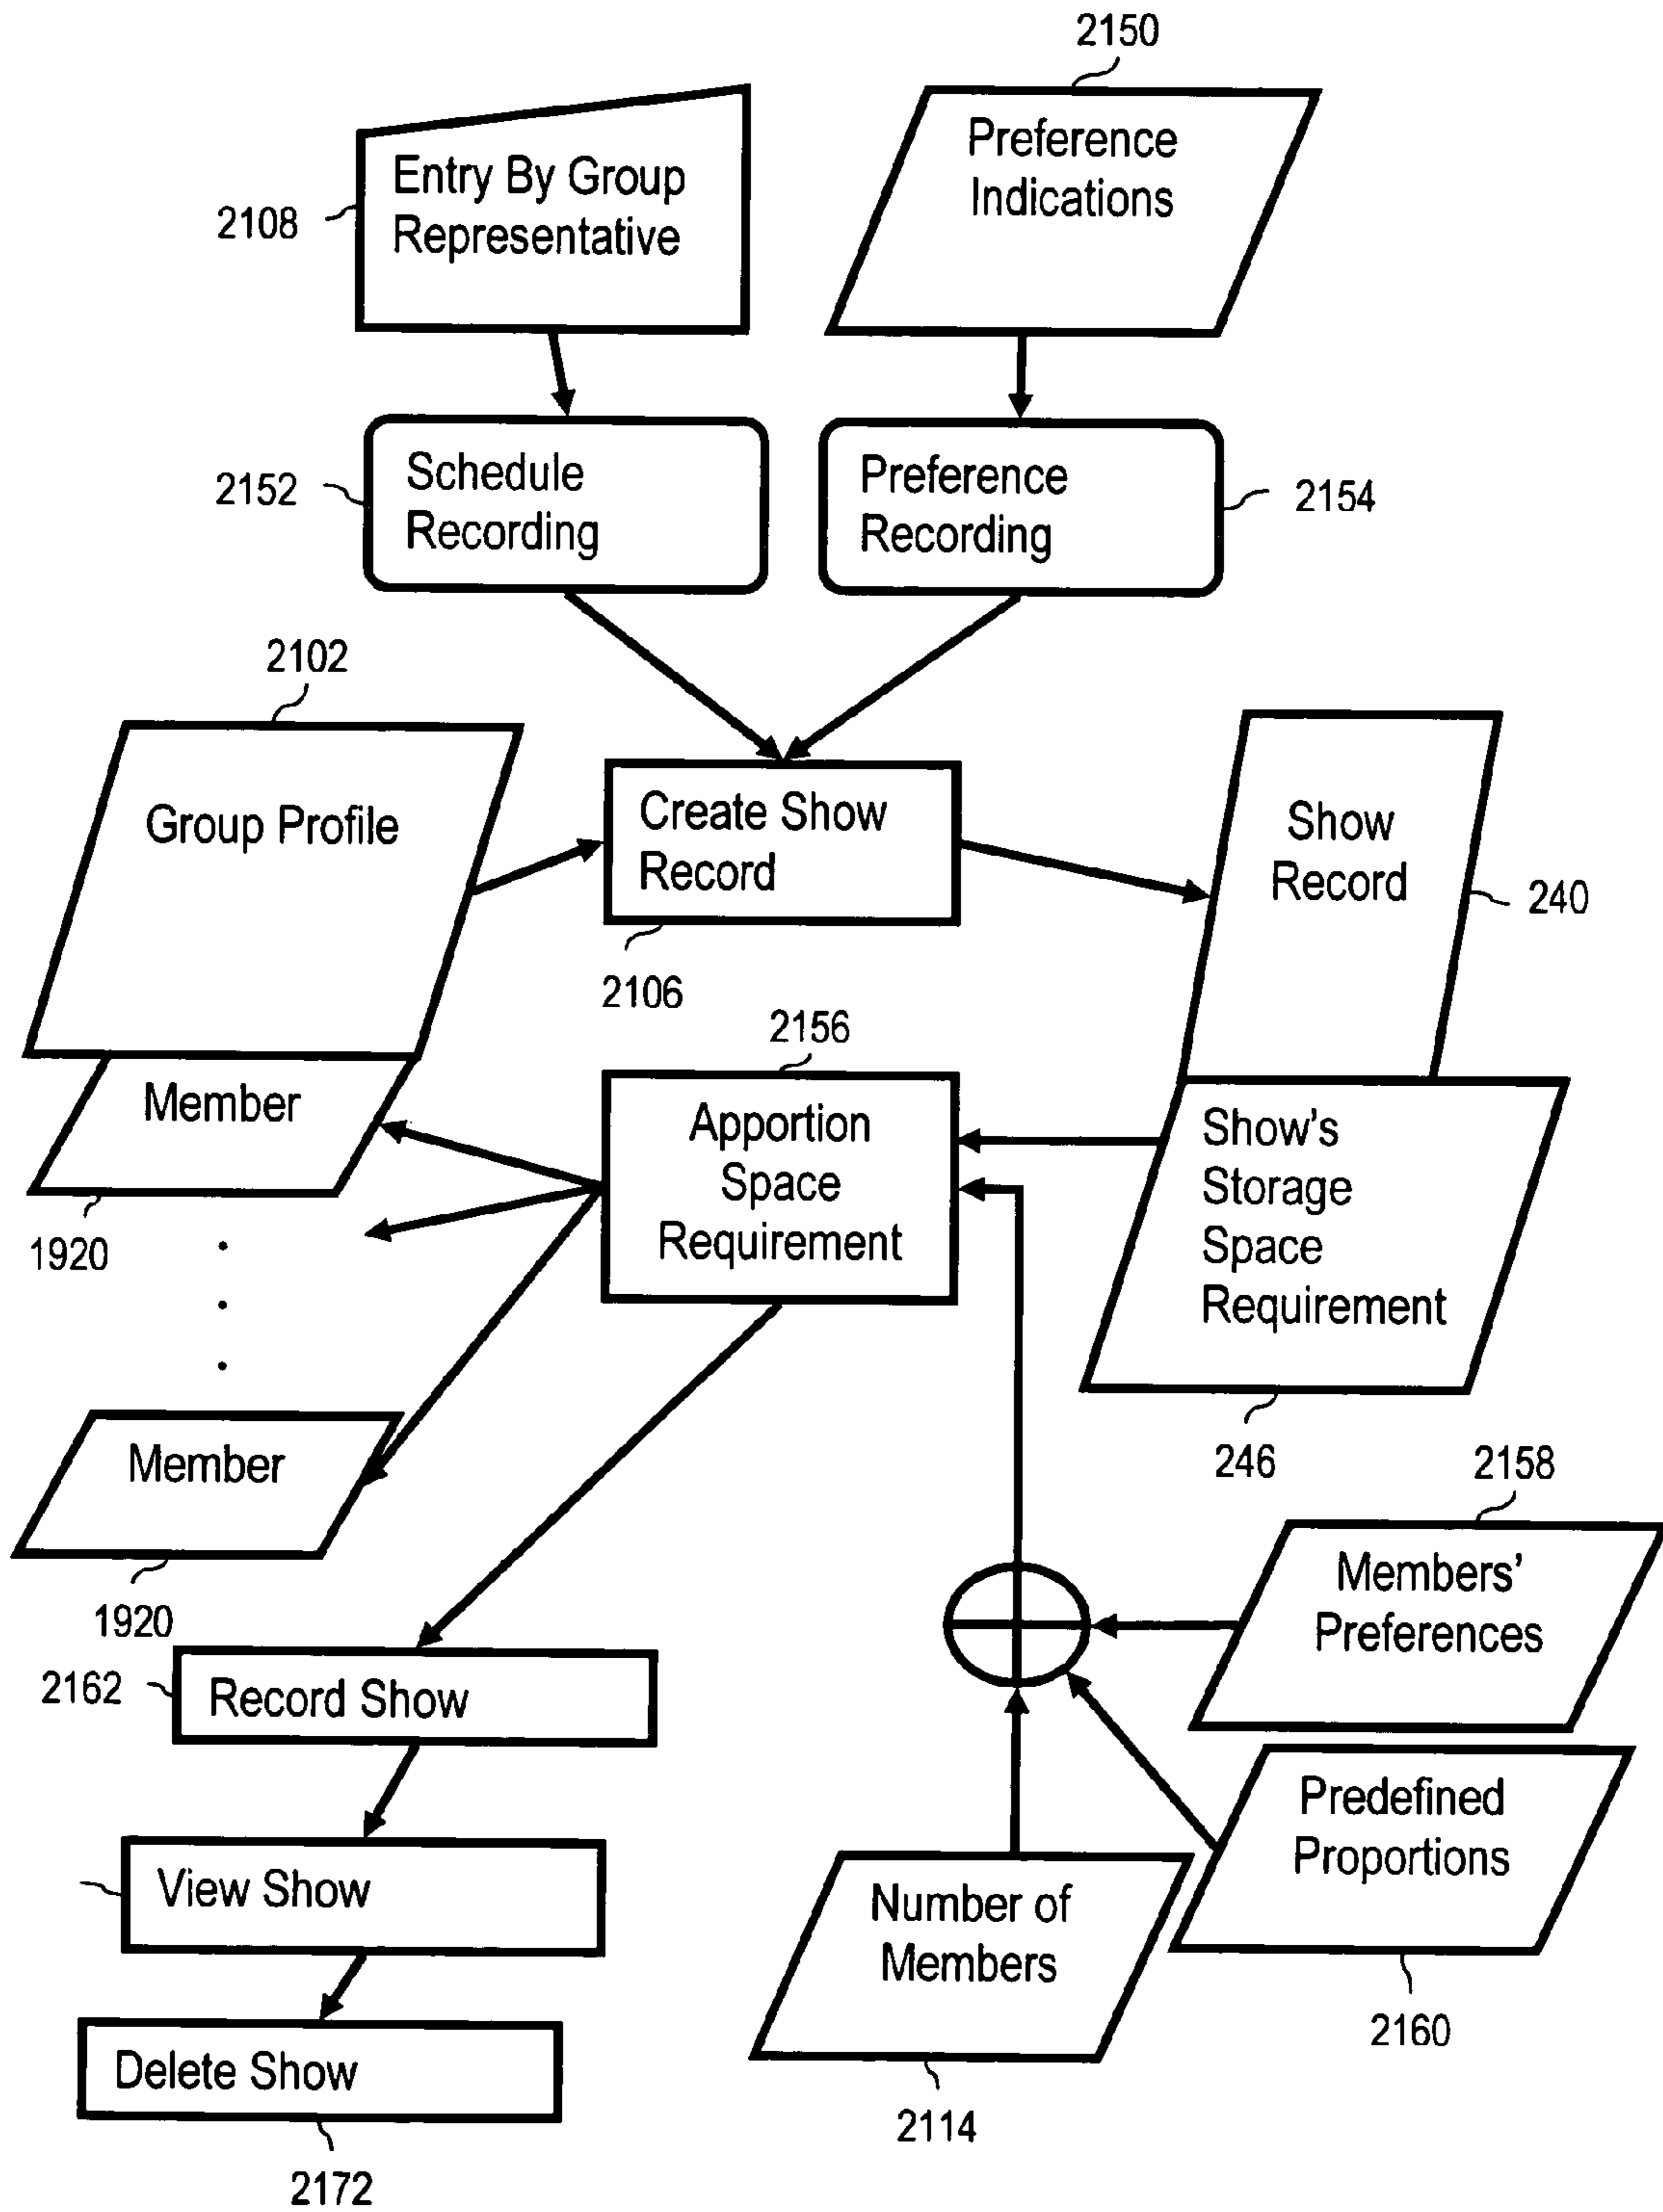 2150
Entry By Group
Representative
2108
Preference
Indications
Schedule
Recording
2152
Preference
Recording
2154
2102
Group Profile
Create Show
Record
2106
Show
Record
240
2156
Member
1920
Apportion
Space
Requirement
Show's
Storage
Space
Requirement
246
Member
1920
2158
Members'
Preferences
2162
Record Show
Predefined
Proportions
2160
View Show
Number of
Members
2114
Delete Show
2172